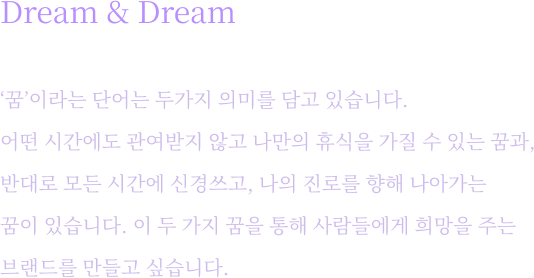 Dream & Dream
‘꿈’이라는 단어는 두가지 의미를 담고 있습니다.
어떤 시간에도 관여받지 않고 나만의 휴식을 가질 수 있는 꿈과,
반대로 모든 시간에 신경쓰고, 나의 진로를 향해 나아가는
꿈이 있습니다. 이 두 가지 꿈을 통해 사람들에게 희망을 주는
브랜드를 만들고 싶습니다.